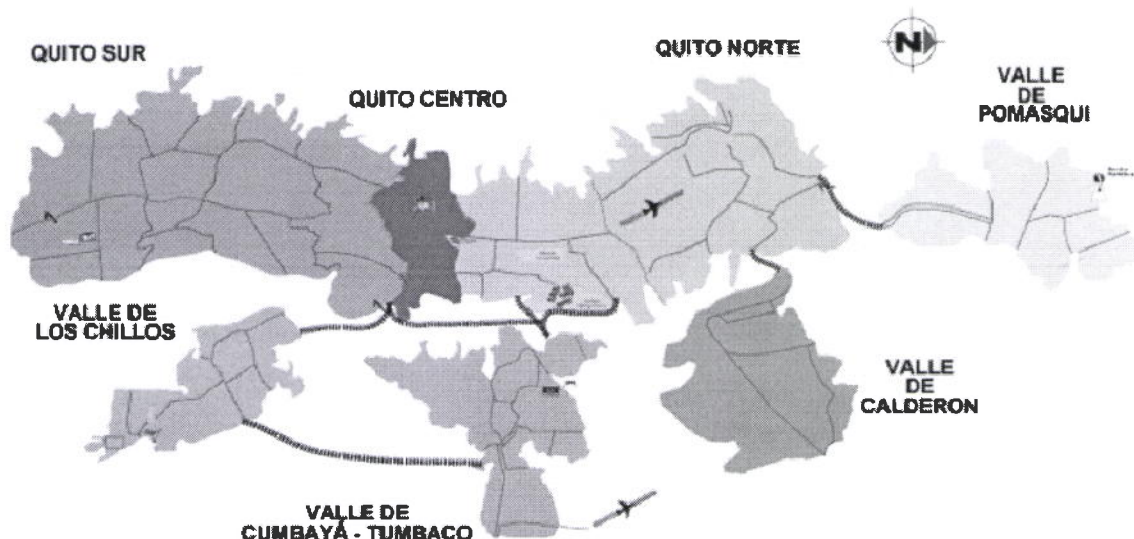 QUITO SUR
QUITO CENTRO
QUITO NORTE
N
VALLE
DE
POMASQUI
VALLE DE
LOS CHILLOS
VALLE
DE
CALDERON
VALLE DE
CUMBAYÁ - TUMBACO